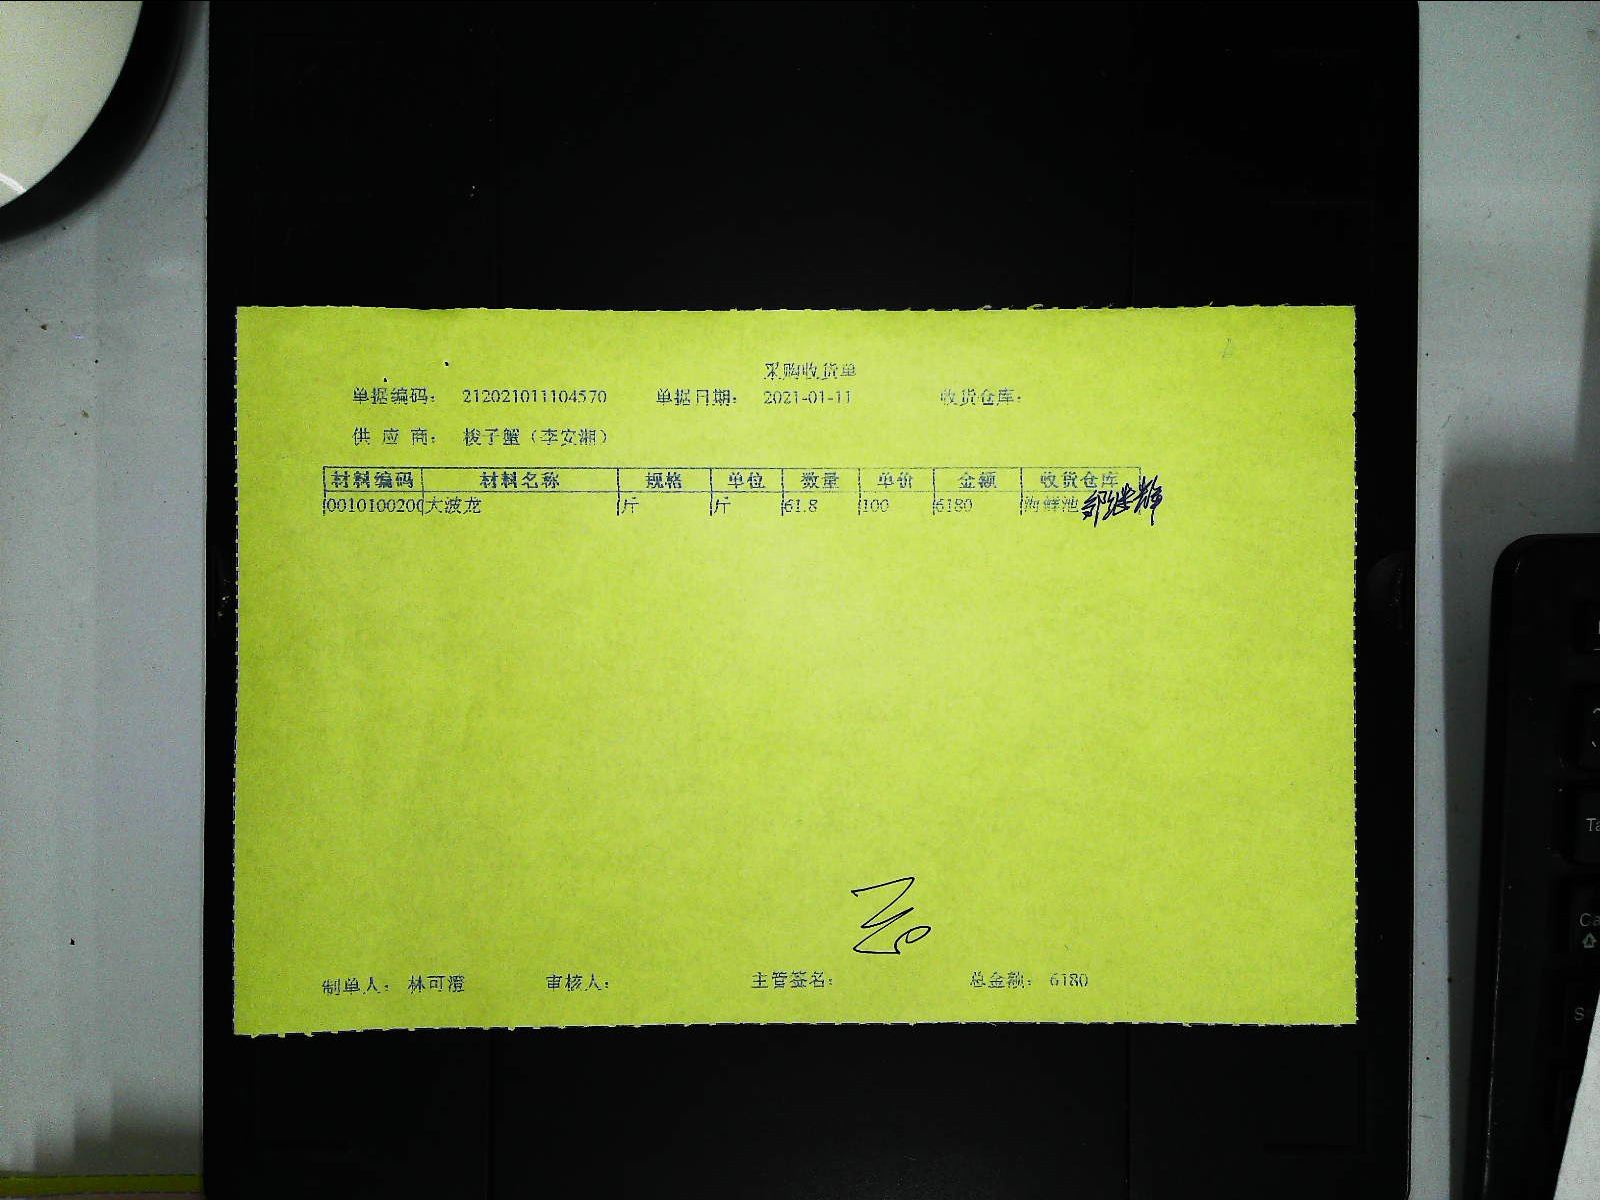 采购收货单
单据编码： 212021011104570 单据日期： 2021-01-11 收货仓库：
供 应 商： 梭子蟹（李安湘）
材料编码 材料名称 规格 单位 数量 单价 金额 收货仓库
0010100200 大波龙 斤 斤 61.8 100 6180 海鲜池
制单人： 林可澄 审核人： 主管签名： 总金额： 6180